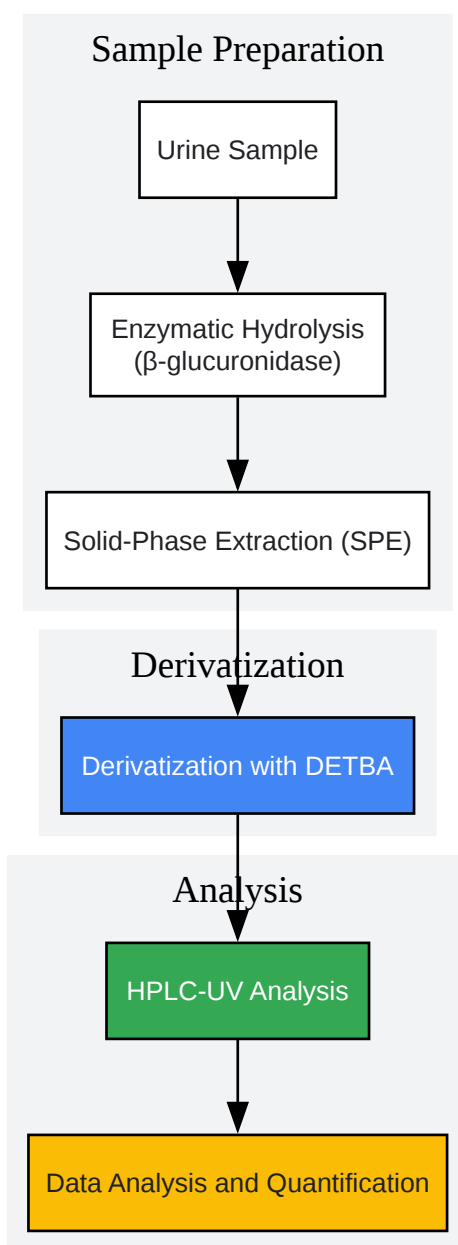 Sample Preparation
Urine Sample
Enzymatic Hydrolysis
(β-glucuronidase)
Solid-Phase Extraction (SPE)
Derivatization
Derivatization with DETBA
Analysis
HPLC-UV Analysis
Data Analysis and Quantification